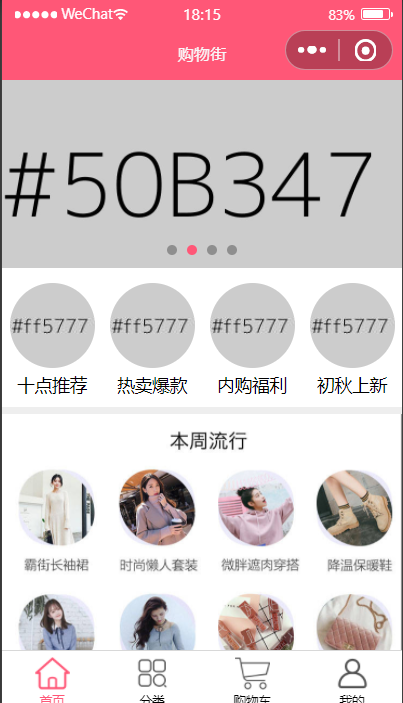 WeChat 18:15 83%
购物街
#50B347
#ff5777 #ff5777 #ff5777 #ff5777
十点推荐 热卖爆款 内购福利 初秋上新
本周流行
霸街长袖裙 时尚懒人套装 微胖遮肉穿搭 降温保暖鞋
首页 分类 购物车 我的